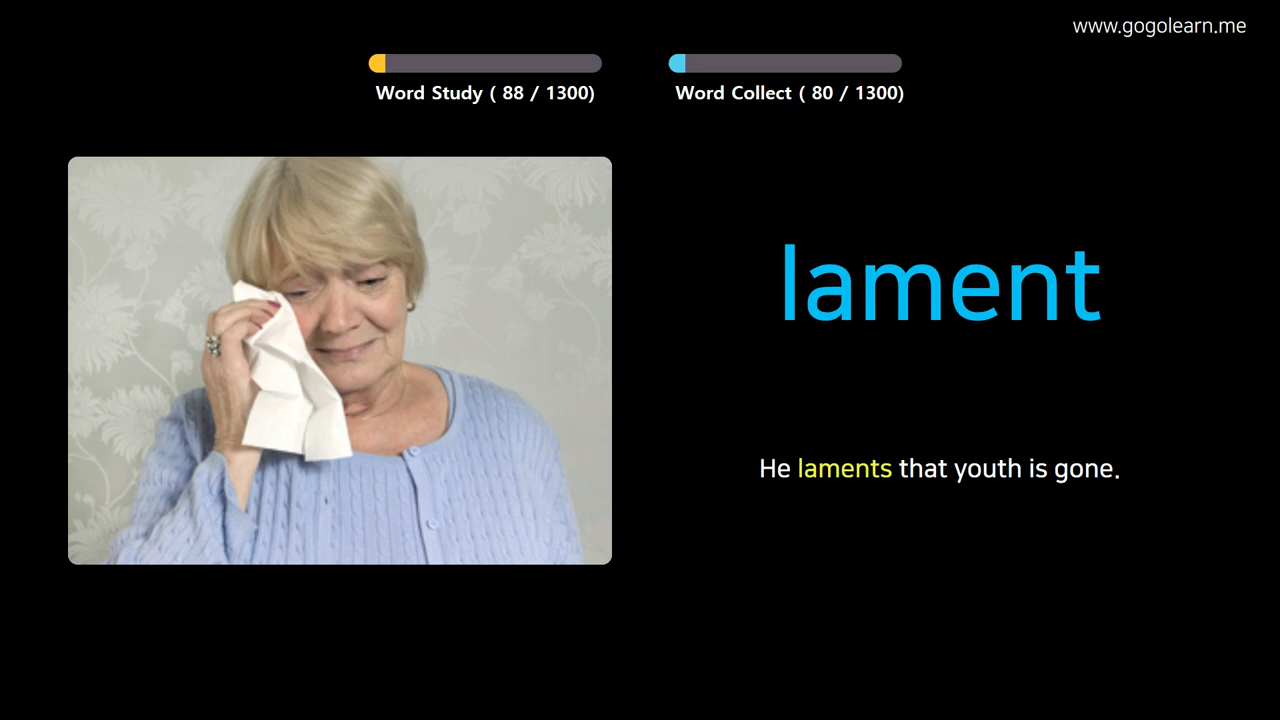 www.gogolearn.me
Word Study ( 88 / 1300)
Word Collect ( 80 / 1300)
lament
He laments that youth is gone.